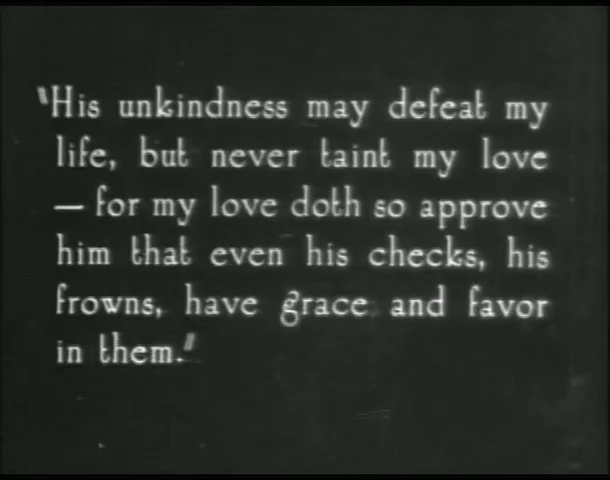 "His unkindness may defeat my
life, but never taint my love
— for my love doth so approve
him that even his checks, his
frowns, have grace and favor
in them."